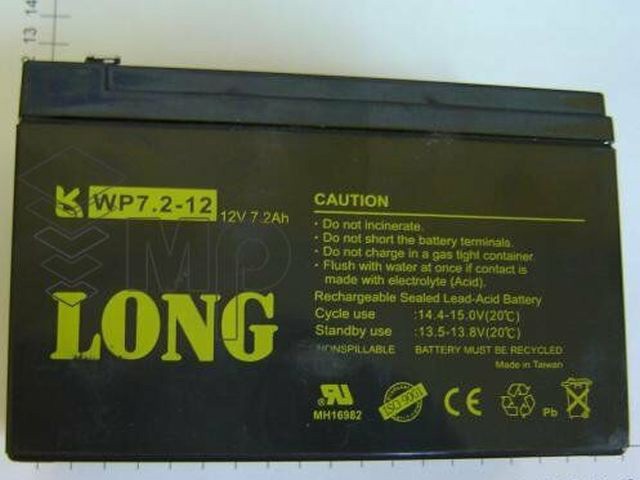 13 14
WP7.2-12 12V 7.2Ah
LONG
CAUTION
· Do not incinerate.
· Do not short the battery terminals.
· Do not charge in a gas tight container.
· Flush with water at once if contact is
made with electrolyte (Acid).
Rechargeable Sealed Lead-Acid Battery
Cycle use :14.4-15.0V(20℃)
Standby use :13.5-13.8V(20℃)
NONSPILLABLE BATTERY MUST BE RECYCLED
Made in Taiwan
MH16982
ISO 9001
CE
Pb
MP